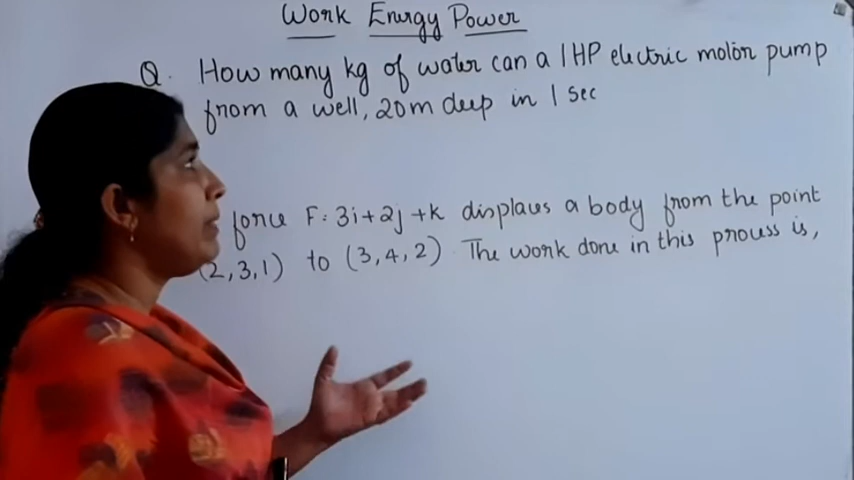 Work Energy Power
Q. How many kg of water can a 1 HP electric motor pump
from a well, 20m deep in 1 sec
force F: 3i+2j+k displaces a body from the point
(2,3,1) to (3,4,2) The work done in this process is,